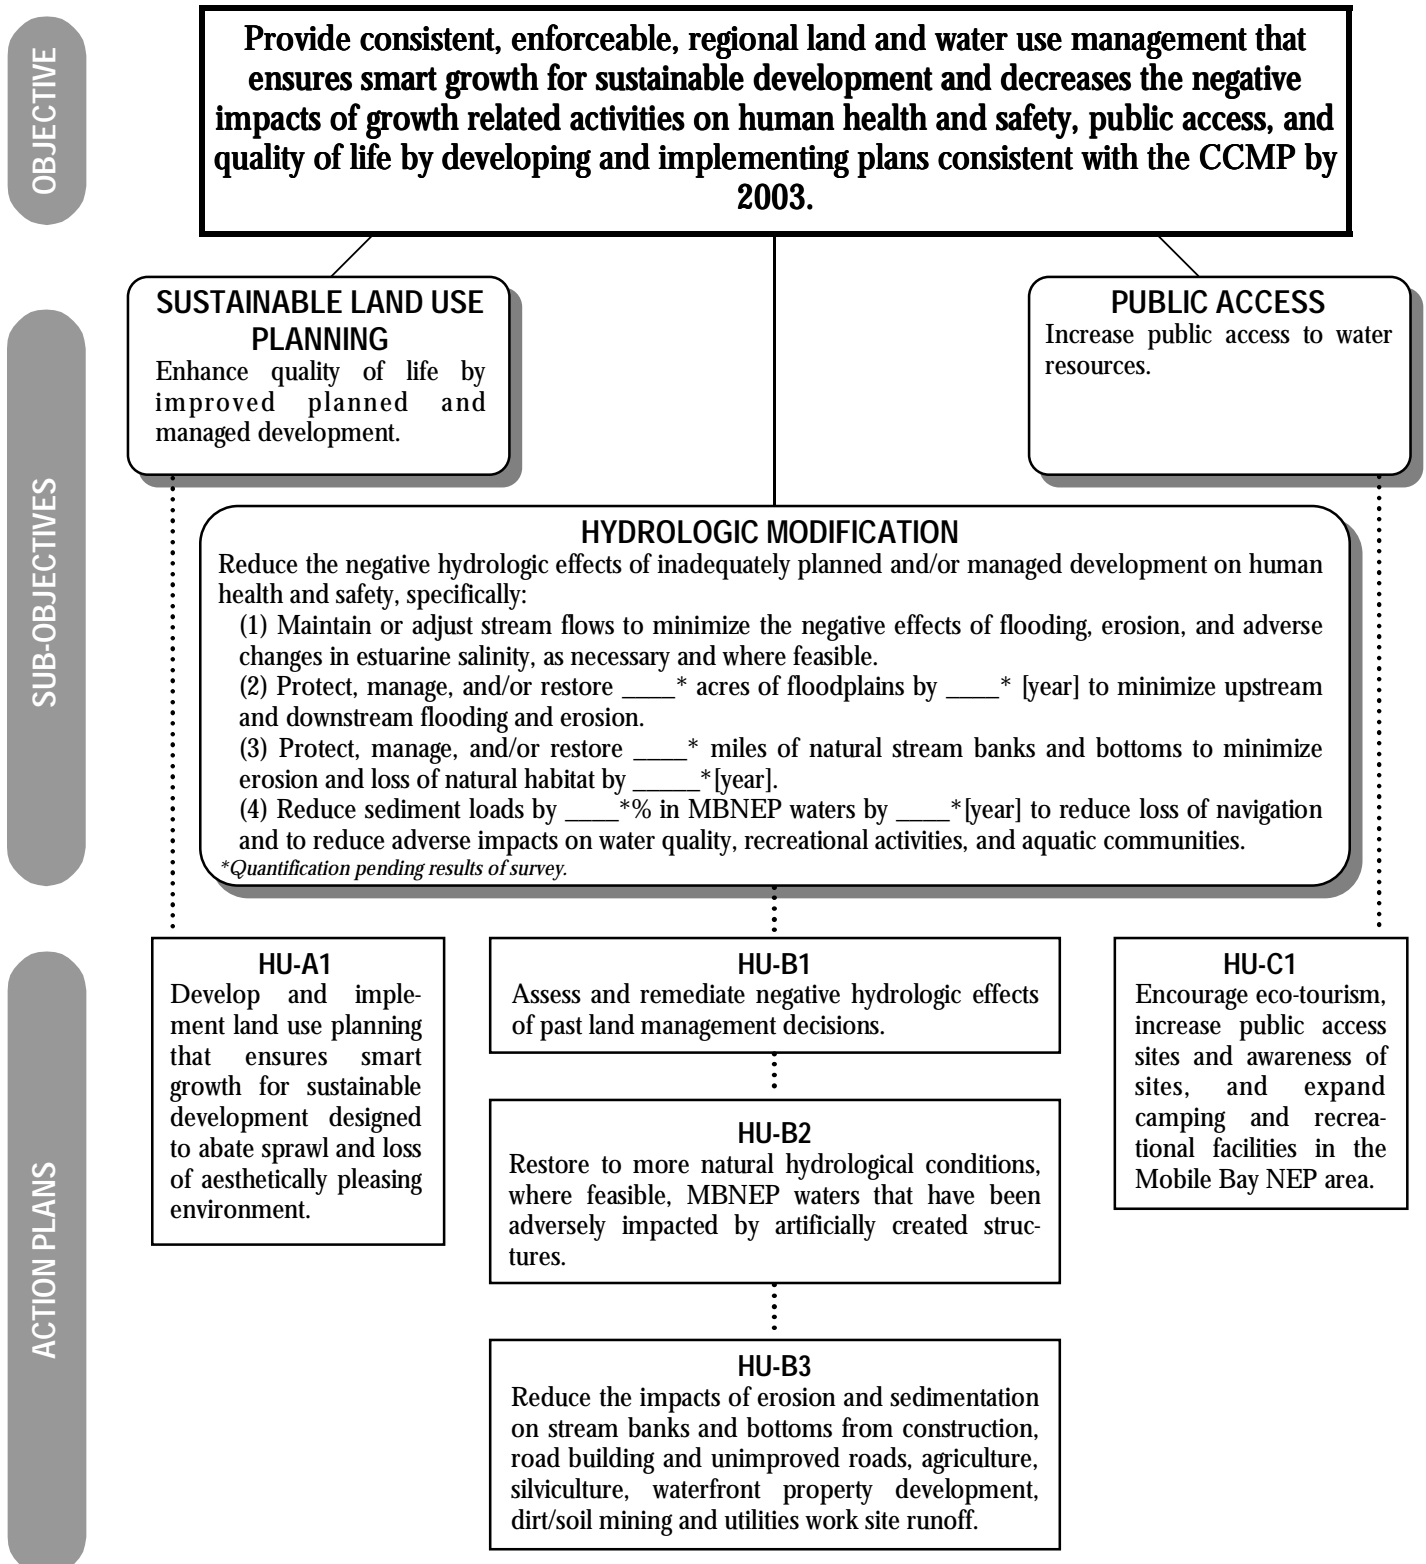 OBJECTIVE
Provide consistent, enforceable, regional land and water use management that
ensures smart growth for sustainable development and decreases the negative
impacts of growth related activities on human health and safety, public access, and
quality of life by developing and implementing plans consistent with the CCMP by
2003.
SUB-OBJECTIVES
SUSTAINABLE LAND USE
PLANNING
Enhance quality of life by
improved planned and
managed development.
PUBLIC ACCESS
Increase public access to water
resources.
HYDROLOGIC MODIFICATION
Reduce the negative hydrologic effects of inadequately planned and/or managed development on human
health and safety, specifically:
(1) Maintain or adjust stream flows to minimize the negative effects of flooding, erosion, and adverse
changes in estuarine salinity, as necessary and where feasible.
(2) Protect, manage, and/or restore ____* acres of floodplains by ____* [year] to minimize upstream
and downstream flooding and erosion.
(3) Protect, manage, and/or restore ____* miles of natural stream banks and bottoms to minimize
erosion and loss of natural habitat by _____*[year].
(4) Reduce sediment loads by ____*% in MBNEP waters by ____*[year] to reduce loss of navigation
and to reduce adverse impacts on water quality, recreational activities, and aquatic communities.
*Quantification pending results of survey.
ACTION PLANS
HU-A1
Develop and imple-
ment land use planning
that ensures smart
growth for sustainable
development designed
to abate sprawl and loss
of aesthetically pleasing
environment.
HU-B1
Assess and remediate negative hydrologic effects
of past land management decisions.
HU-B2
Restore to more natural hydrological conditions,
where feasible, MBNEP waters that have been
adversely impacted by artificially created struc-
tures.
HU-B3
Reduce the impacts of erosion and sedimentation
on stream banks and bottoms from construction,
road building and unimproved roads, agriculture,
silviculture, waterfront property development,
dirt/soil mining and utilities work site runoff.
HU-C1
Encourage eco-tourism,
increase public access
sites and awareness of
sites, and expand
camping and recrea-
tional facilities in the
Mobile Bay NEP area.